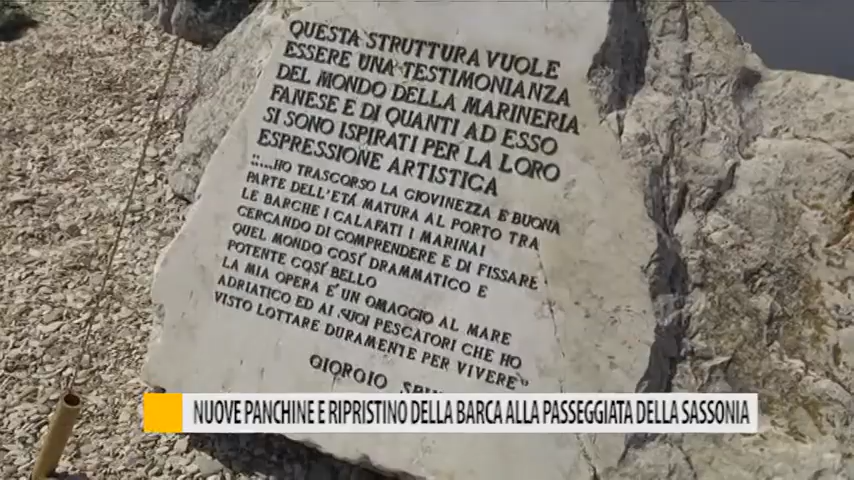 QUESTA STRUTTURA VUOLE
ESSERE UNA TESTIMONIANZA
DEL MONDO DELLA MARINERIA
FANESE E DI QUANTI AD ESSO
SI SONO ISPIRATI PER LA LORO
ESPRESSIONE ARTISTICA
"....HO TRASCORSO LA GIOVINEZZA E BUONA
PARTE DELL'ETÁ MATURA AL PORTO TRA
LE BARCHE I CALAFATI I MARINAI
CERCANDO DI COMPRENDERE E DI FISSARE
QUEL MONDO COSÍ DRAMMATICO E
POTENTE COSÍ BELLO
LA MIA OPERA È UN OMAGGIO AL MARE
ADRIATICO ED AI SUOI PESCATORI CHE HO
VISTO LOTTARE DURAMENTE PER VIVERE"
GIORGIO
NUOVE PANCHINE E RIPRISTINO DELLA BARCA ALLA PASSEGGIATA DELLA SASSONIA